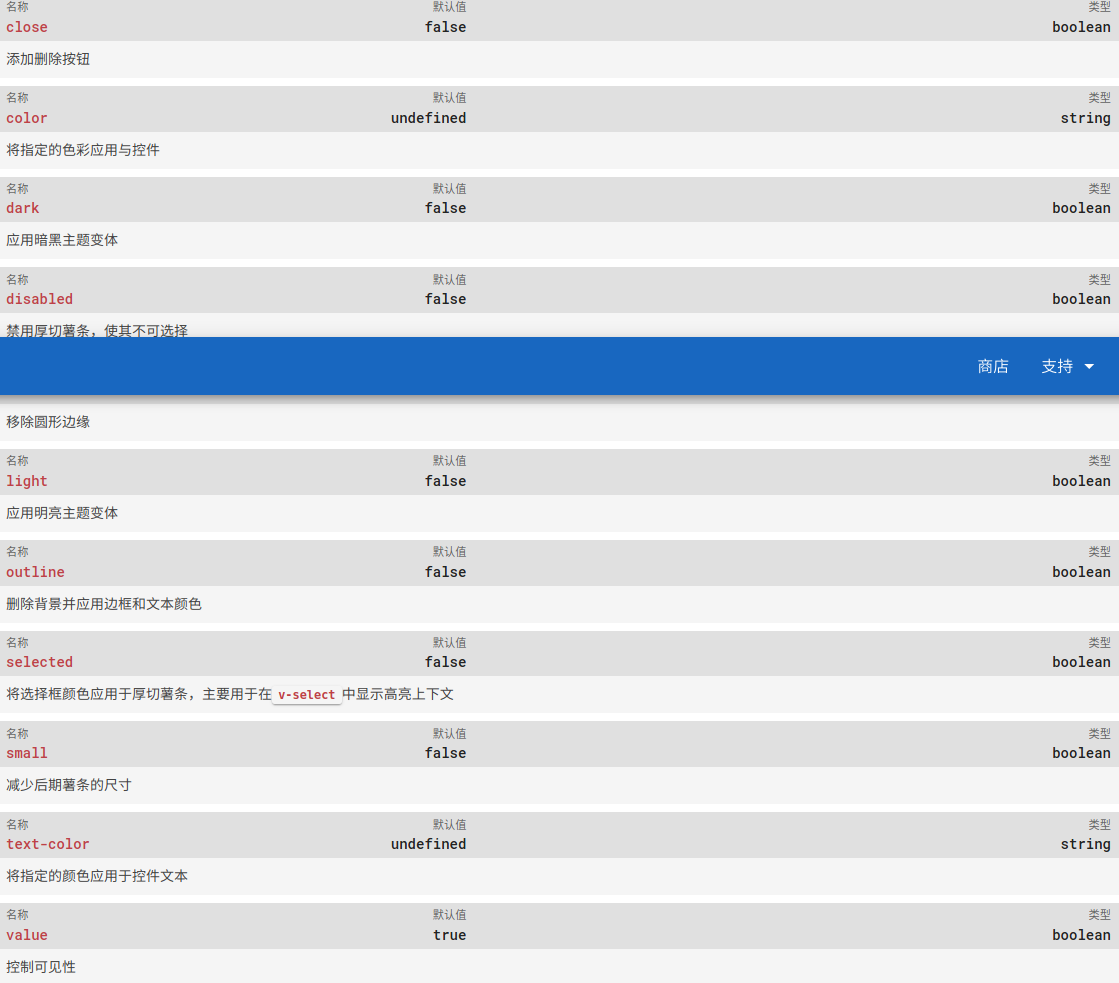 名称 默认值 类型
close false boolean
添加删除按钮
名称 默认值 类型
color undefined string
将指定的色彩应用与控件
名称 默认值 类型
dark false boolean
应用暗黑主题变体
名称 默认值 类型
disabled false boolean
禁用厚切薯条，使其不可选择
商店 支持
移除圆形边缘
名称 默认值 类型
light false boolean
应用明亮主题变体
名称 默认值 类型
outline false boolean
删除背景并应用边框和文本颜色
名称 默认值 类型
selected false boolean
将选择框颜色应用于厚切薯条，主要用于在 v-select 中显示高亮上下文
名称 默认值 类型
small false boolean
减少后期薯条的尺寸
名称 默认值 类型
text-color undefined string
将指定的颜色应用于控件文本
名称 默认值 类型
value true boolean
控制可见性